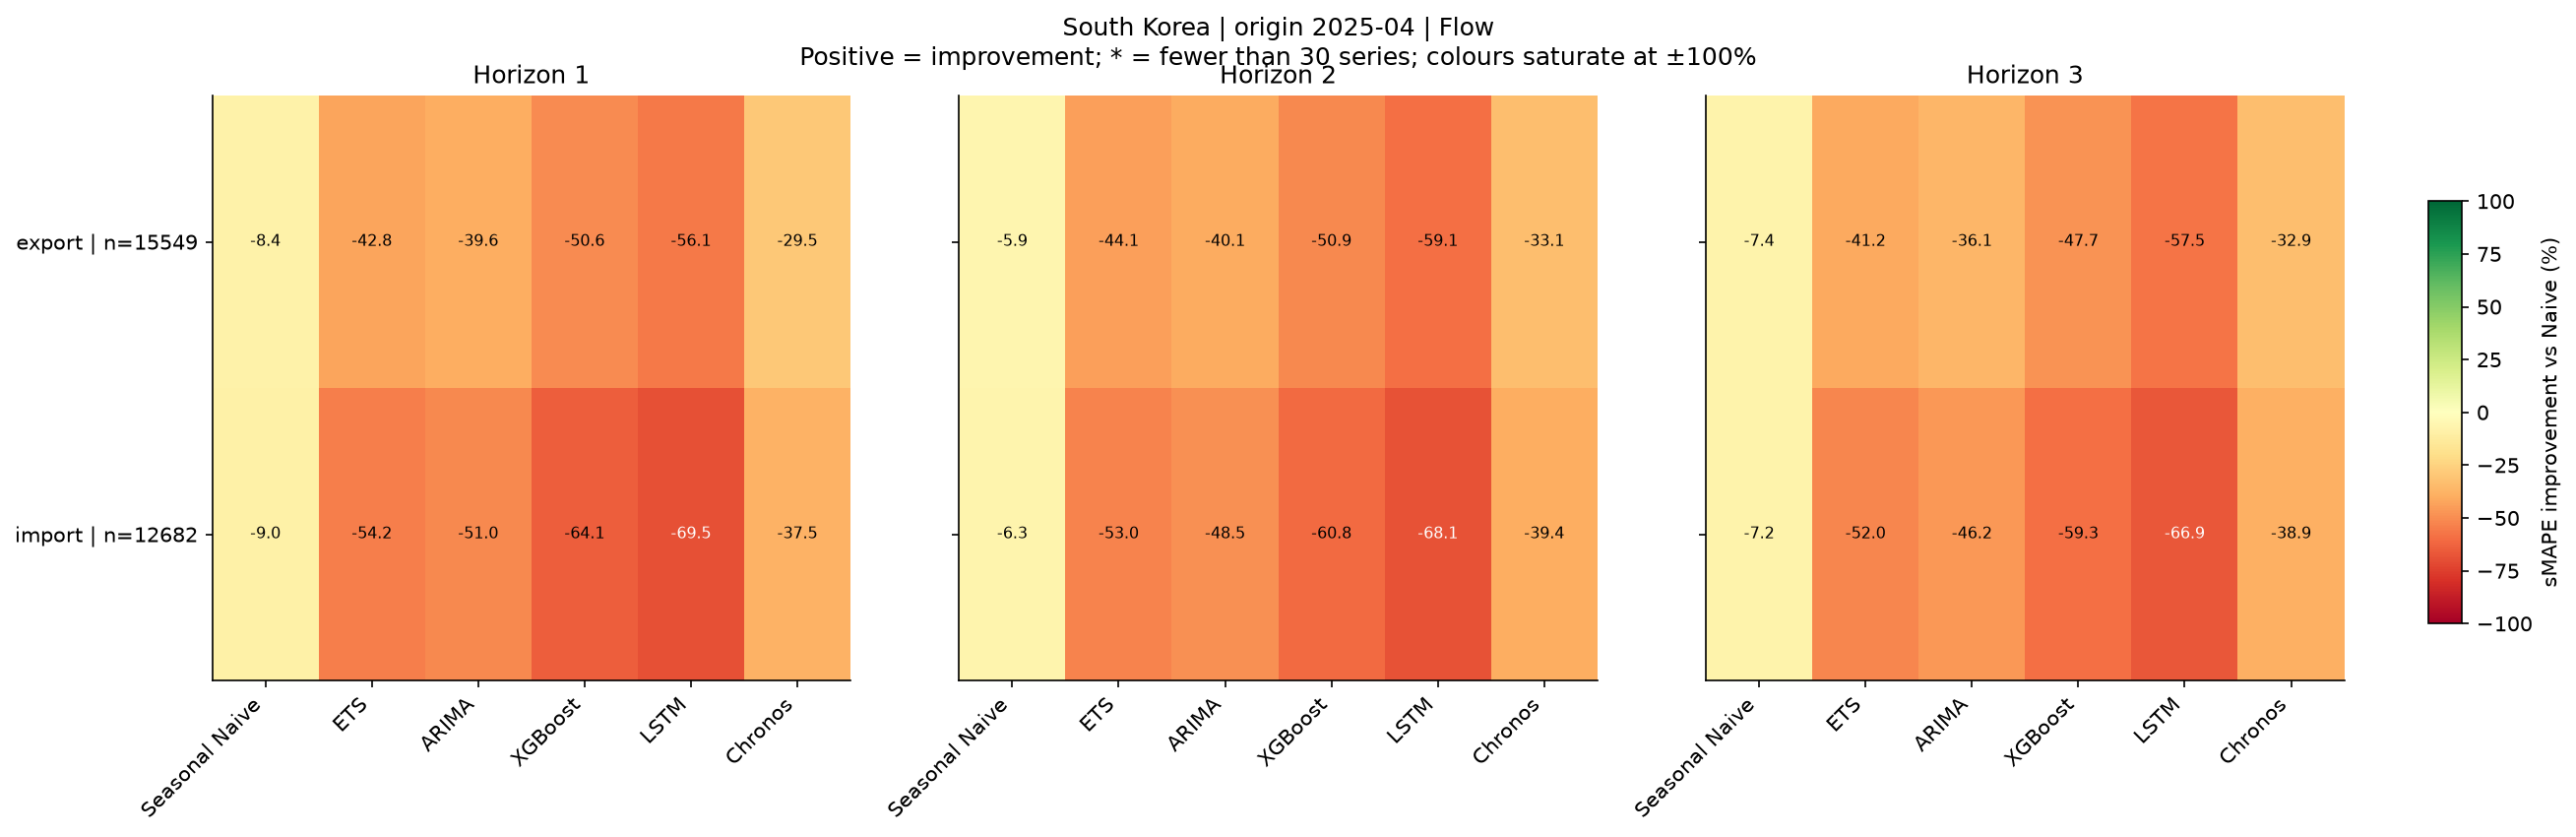 South Korea | origin 2025-04 | Flow
Positive = improvement; * = fewer than 30 series; colours saturate at ±100%
Horizon 1
Horizon 2
Horizon 3
export | n=15549
-8.4 -42.8 -39.6 -50.6 -56.1 -29.5
-5.9 -44.1 -40.1 -50.9 -59.1 -33.1
-7.4 -41.2 -36.1 -47.7 -57.5 -32.9
import | n=12682
-9.0 -54.2 -51.0 -64.1 -69.5 -37.5
-6.3 -53.0 -48.5 -60.8 -68.1 -39.4
-7.2 -52.0 -46.2 -59.3 -66.9 -38.9
Seasonal Naive
ETS
ARIMA
XGBoost
LSTM
Chronos
Seasonal Naive
ETS
ARIMA
XGBoost
LSTM
Chronos
Seasonal Naive
ETS
ARIMA
XGBoost
LSTM
Chronos
100
75
50
25
0
−25
−50
−75
−100
sMAPE improvement vs Naive (%)